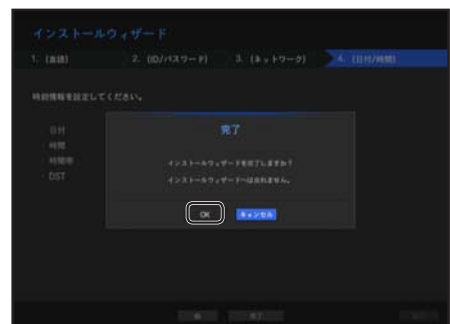 インストールウィザード
1. (言語) 2. (ID/パスワード) 3. (ネットワーク) 4. (日付/時間)
時刻情報を設定してください。
日付
時間
時間帯
DST
完了
インストールウィザードを完了しますか?
インストールウィザードへは戻れません。
OK キャンセル
前 完了